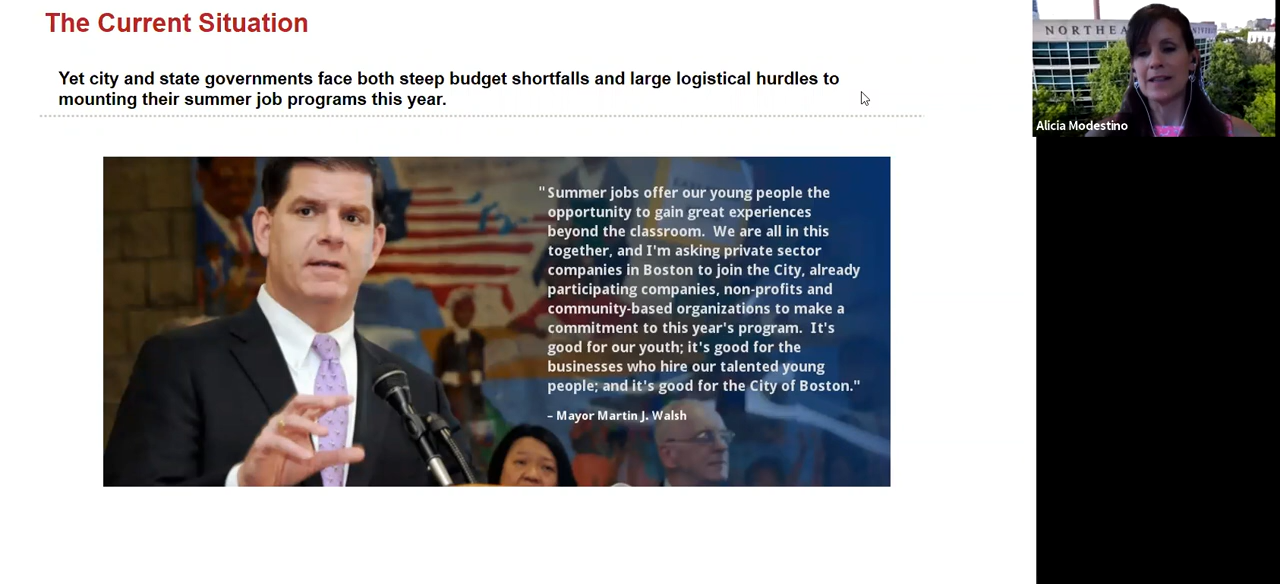 The Current Situation
Yet city and state governments face both steep budget shortfalls and large logistical hurdles to
mounting their summer job programs this year.
"Summer jobs offer our young people the
opportunity to gain great experiences
beyond the classroom.  We are all in this
together, and I'm asking private sector
companies in Boston to join the City, already
participating companies, non-profits and
community-based organizations to make a
commitment to this year's program.  It's
good for our youth; it's good for the
businesses who hire our talented young
people; and it's good for the City of Boston."
– Mayor Martin J. Walsh
NORTHEA
Alicia Modestino